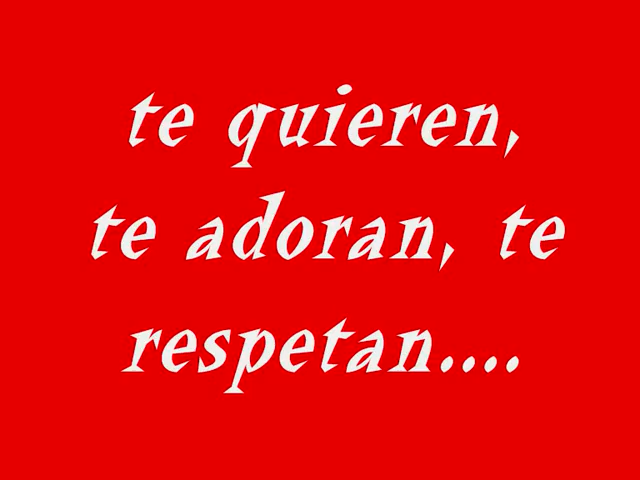 te quieren,
te adoran, te
respetan....